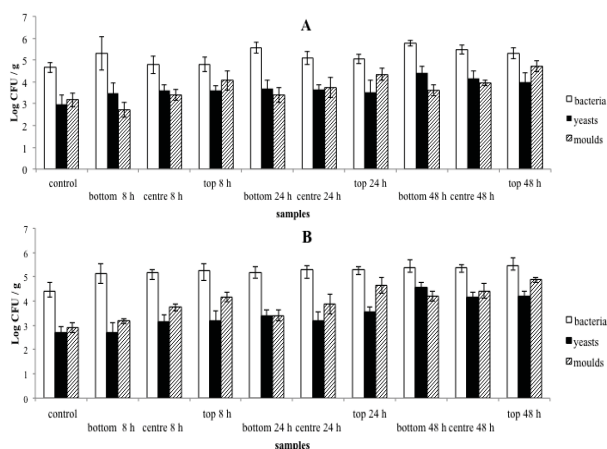 A
Log CFU / g
7
6
5
4
3
2
1
0
control
bottom 8 h
centre 8 h
top 8 h
bottom 24 h
centre 24 h
top 24 h
bottom 48 h
centre 48 h
top 48 h
samples
bacteria
yeasts
moulds
B
Log CFU / g
7
6
5
4
3
2
1
0
control
bottom 8 h
centre 8 h
top 8 h
bottom 24 h
centre 24 h
top 24 h
bottom 48 h
centre 48 h
top 48 h
samples
bacteria
yeasts
moulds